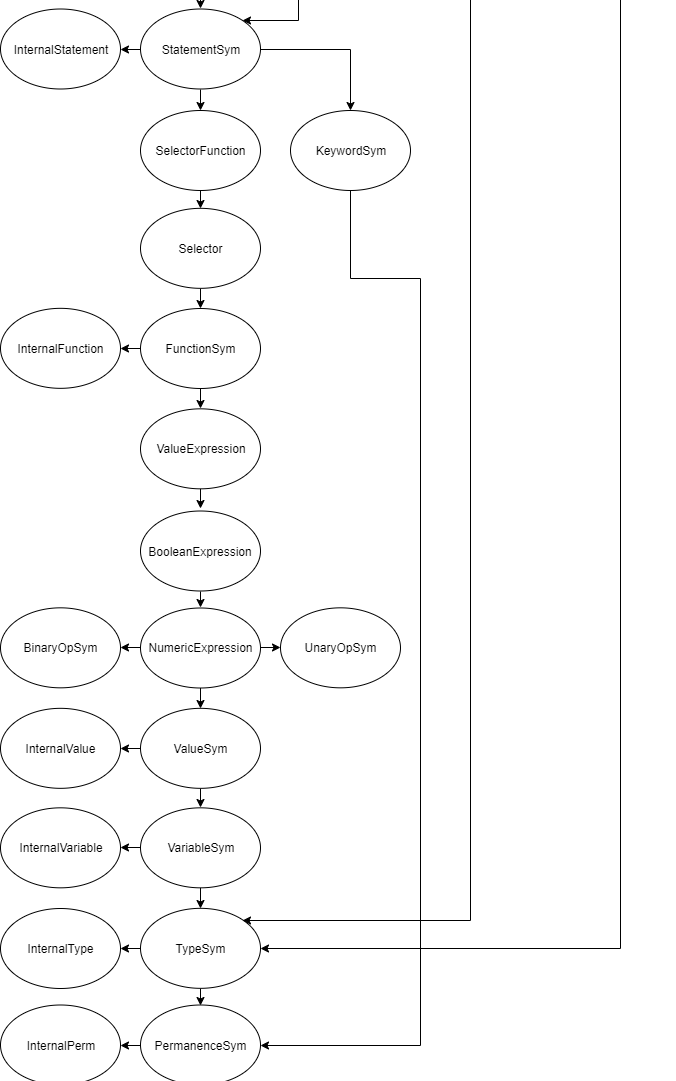 InternalStatement
StatementSym
SelectorFunction
KeywordSym
Selector
InternalFunction
FunctionSym
ValueExpression
BooleanExpression
BinaryOpSym
NumericExpression
UnaryOpSym
InternalValue
ValueSym
InternalVariable
VariableSym
InternalType
TypeSym
InternalPerm
PermanenceSym